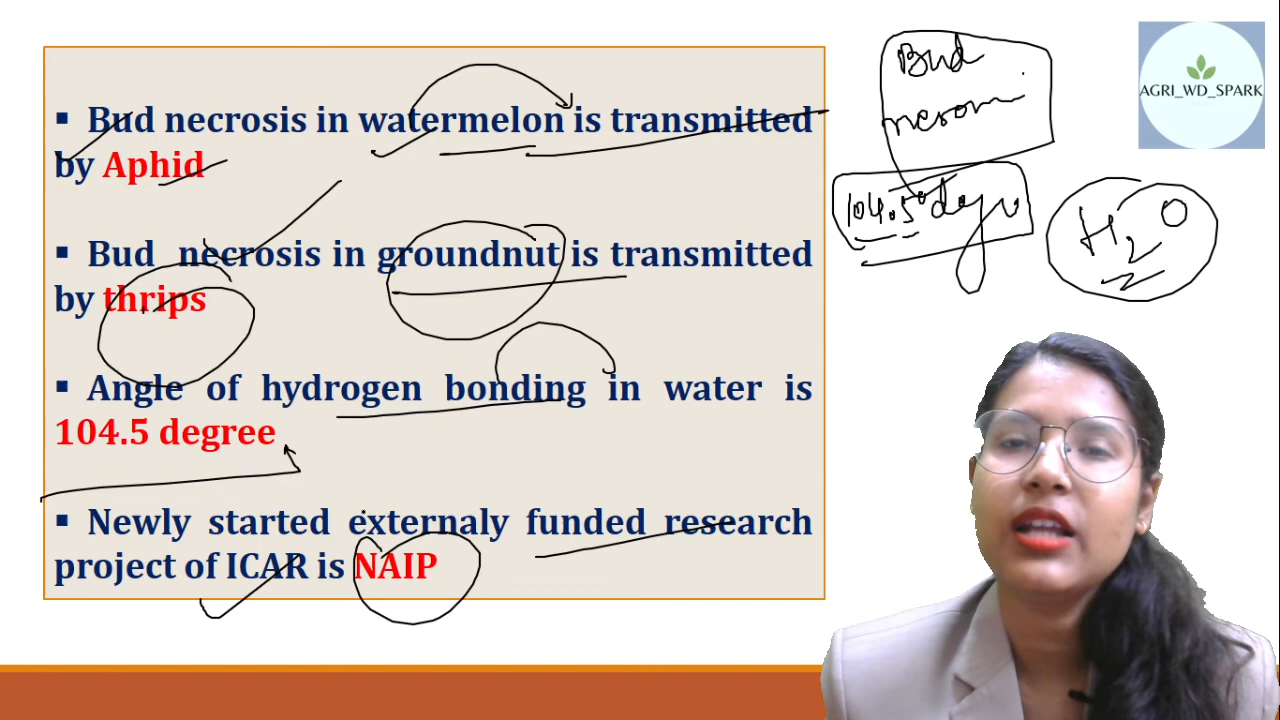 ▪ Bud necrosis in watermelon is transmitted
by Aphid
▪ Bud necrosis in groundnut is transmitted
by thrips
▪ Angle of hydrogen bonding in water is
104.5 degree
▪ Newly started externaly funded research
project of ICAR is NAIP
Bud
104.5°
H2O
AGRI_WD_SPARK